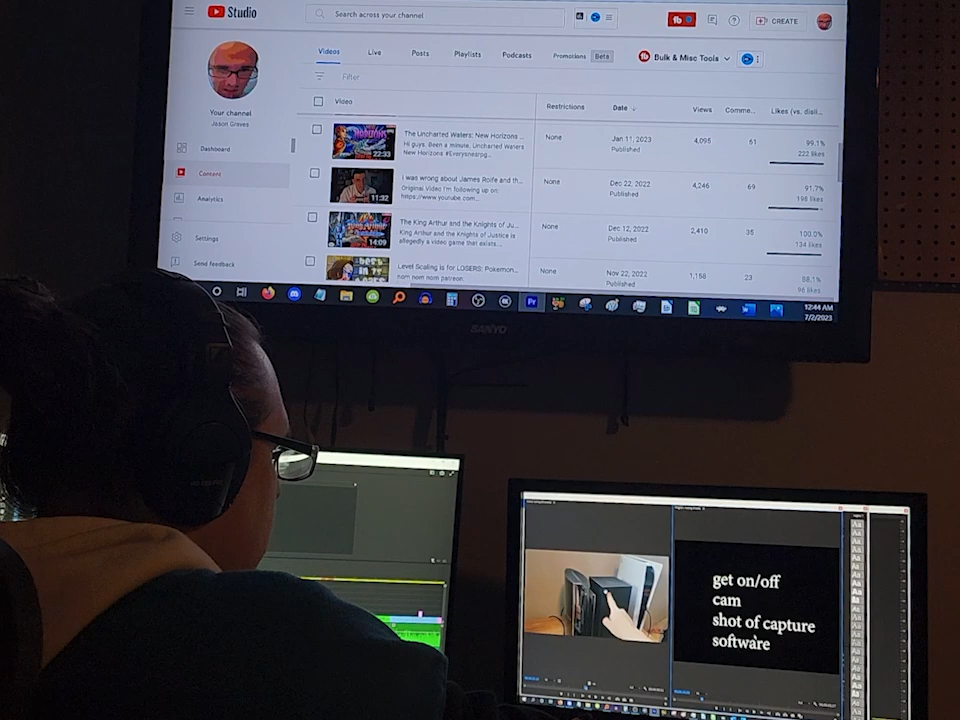 Studio
Search across your channel
CREATE
Videos
Live
Posts
Playlists
Podcasts
Promotions
Beta
Bulk & Misc Tools
Filter
Your channel
Jason Graves
Dashboard
Content
Analytics
Settings
Send feedback
Video
Restrictions
Date
Views
Comme...
Likes (vs. disli...
HORIZONS
22:33
The Uncharted Waters: New Horizons ...
Hi guys. Been a minute. Uncharted Waters
New Horizons #Everysnesrpg...
None
Jan 11, 2023
Published
4,095
61
99.1%
222 likes
11:32
I was wrong about James Rolfe and th...
Original Video I'm following up on:
https://www.youtube.com...
None
Dec 22, 2022
Published
4,246
69
91.7%
198 likes
14:09
The King Arthur and the Knights of Ju...
King Arthur and the Knights of Justice is
allegedly a video game that exists...
None
Dec 12, 2022
Published
2,410
35
100.0%
134 likes
Level Scaling is for LOSERS: Pokemon...
nom nom nom patreon:
None
Nov 22, 2022
Published
1,158
23
88.1%
96 likes
Pr
12:44 AM
7/2/2023
SANYO
get on/off
cam
shot of capture
software